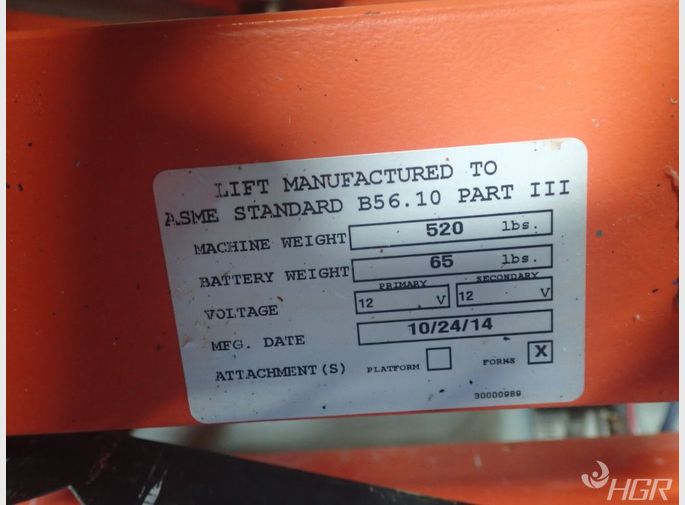 LIFT MANUFACTURED TO
ASME STANDARD B56.10 PART III
MACHINE WEIGHT 520 lbs.
BATTERY WEIGHT 65 lbs.
PRIMARY SECONDARY
VOLTAGE 12 V 12 V
MFG. DATE 10/24/14
ATTACHMENT(S) PLATFORM FORKS X
30000989
HGR